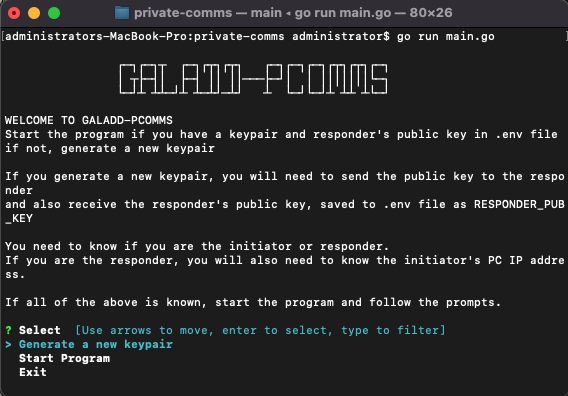 private-comms — main ◂ go run main.go — 80×26
[administrators-MacBook-Pro:private-comms administrator$ go run main.go ]
GALADD-PCOMMS
WELCOME TO GALADD-PCOMMS
Start the program if you have a keypair and responder's public key in .env file
if not, generate a new keypair
If you generate a new keypair, you will need to send the public key to the respo
nder
and also receive the responder's public key, saved to .env file as RESPONDER_PUB
_KEY
You need to know if you are the initiator or responder.
If you are the responder, you will also need to know the initiator's PC IP addre
ss.
If all of the above is known, start the program and follow the prompts.
? Select  [Use arrows to move, enter to select, type to filter]
> Generate a new keypair
Start Program
Exit